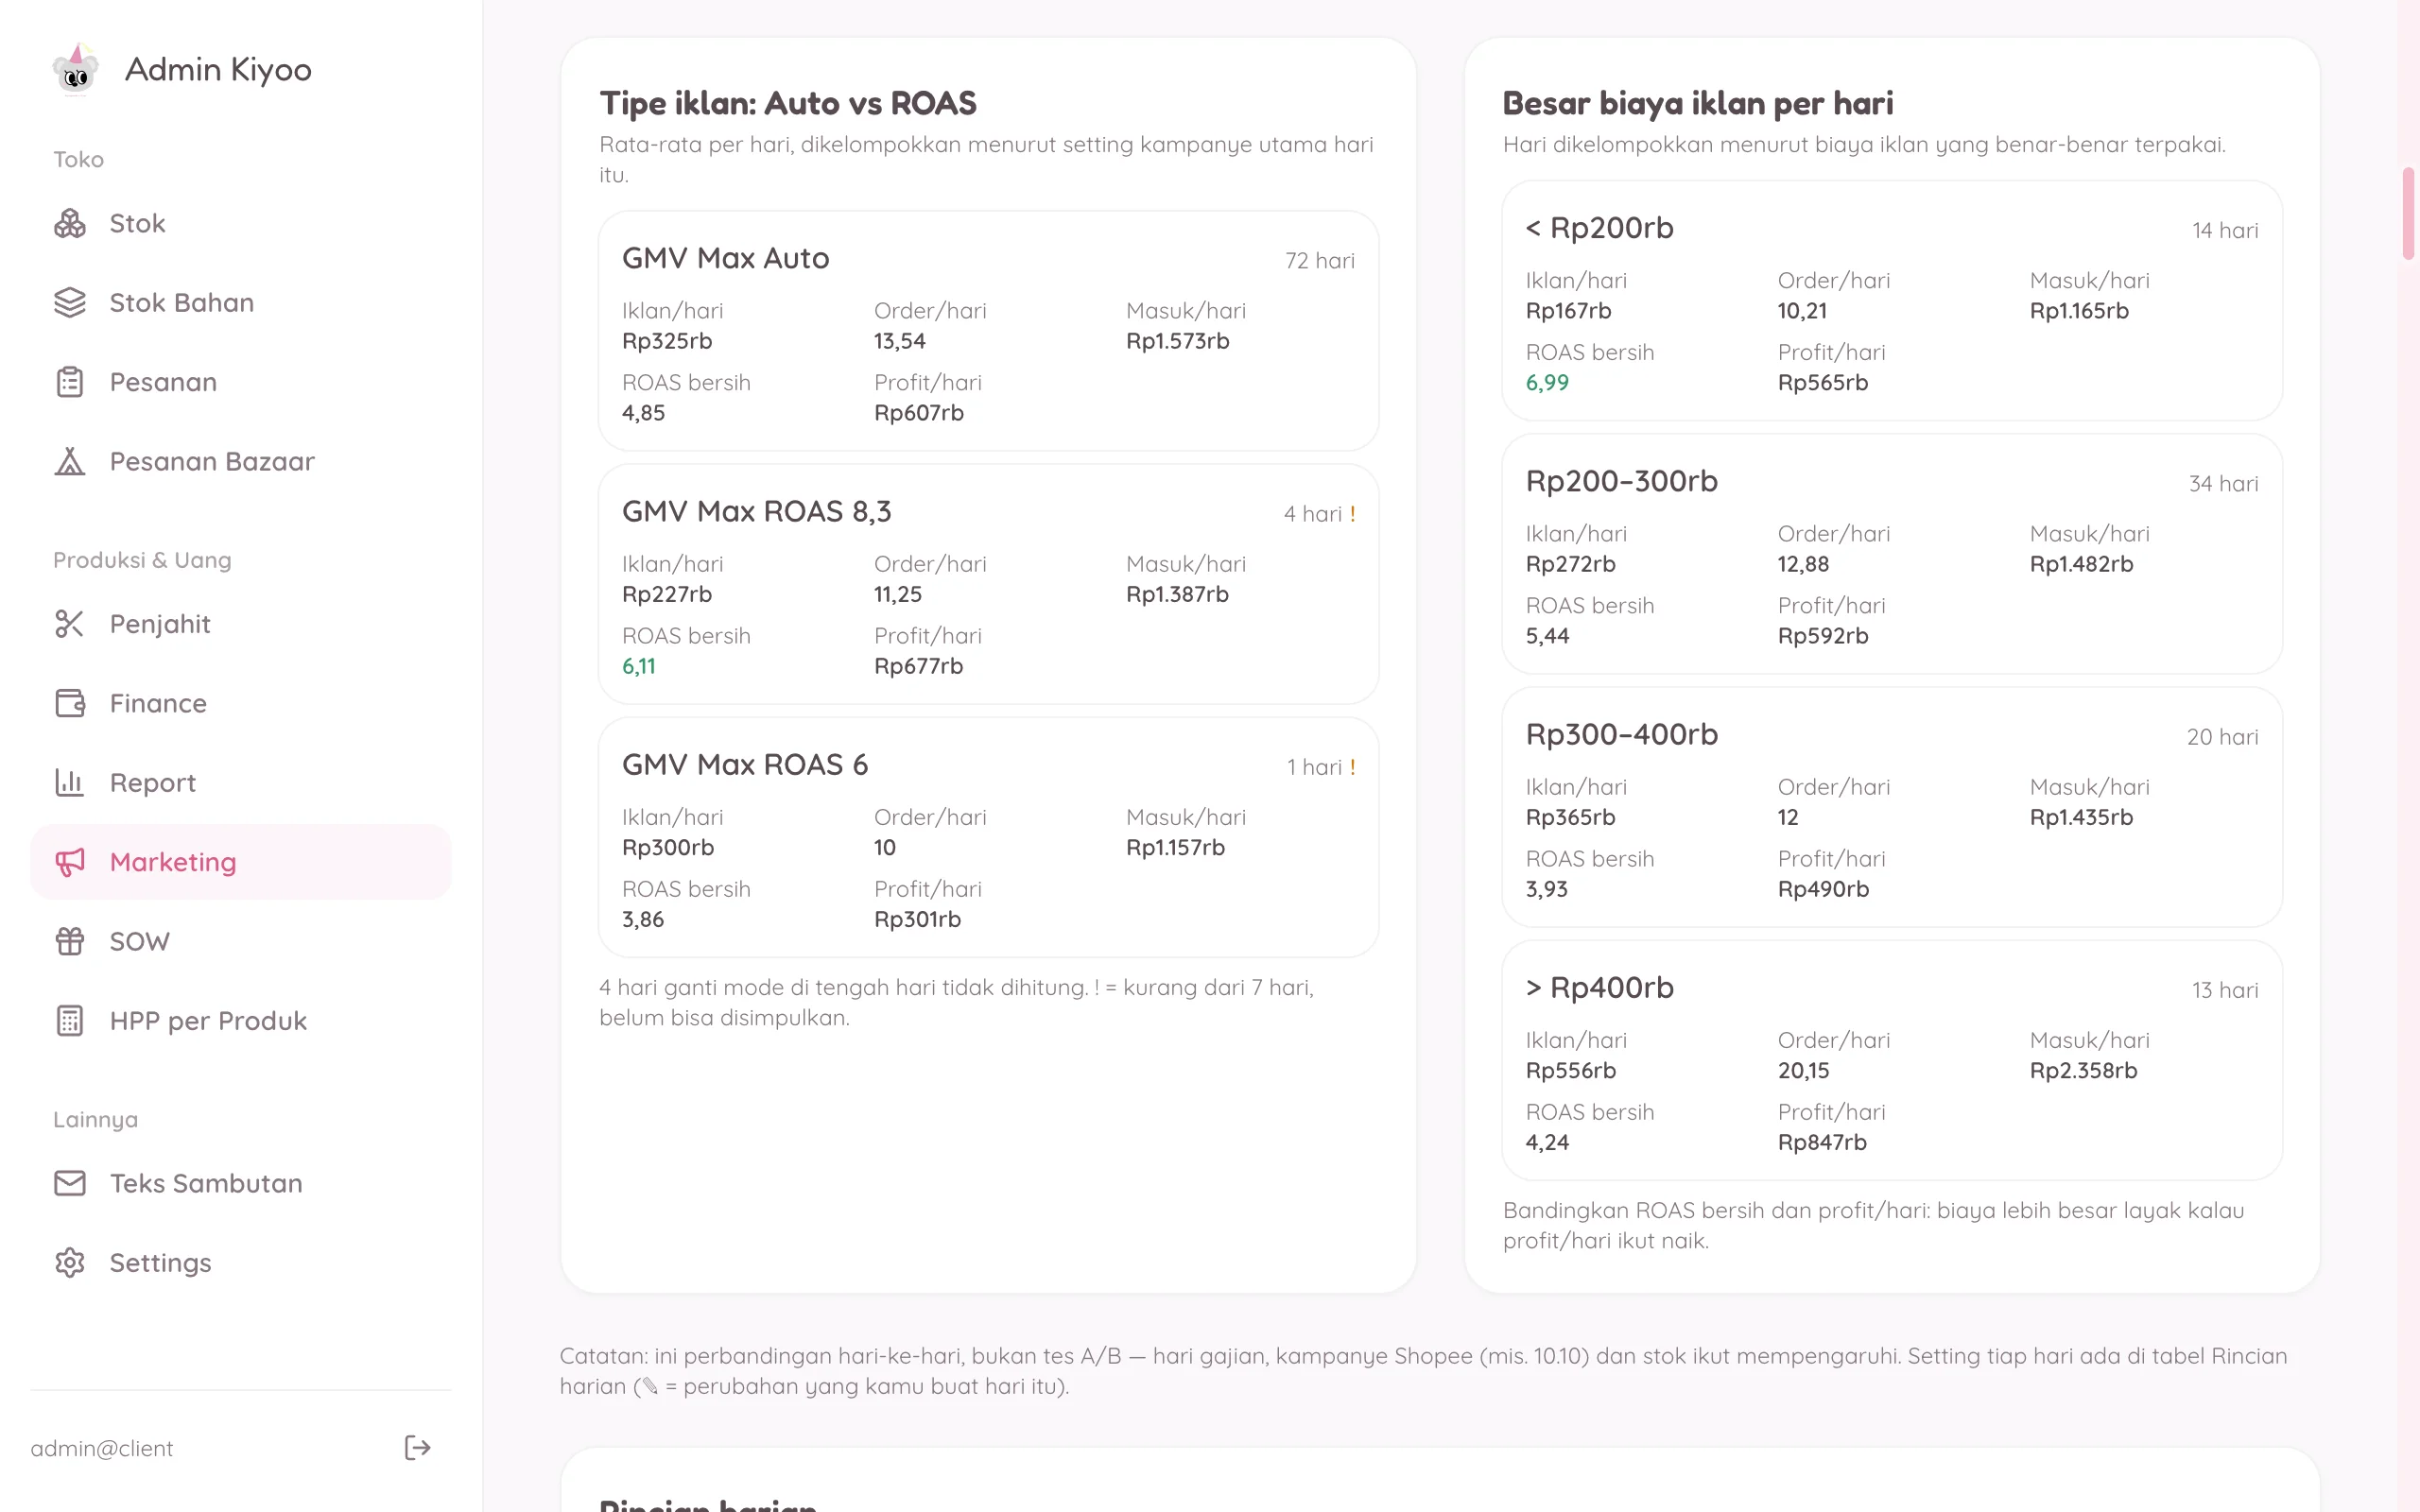 Admin Kiyoo
Toko
Stok
Stok Bahan
Pesanan
Pesanan Bazaar
Produksi & Uang
Penjahit
Finance
Report
Marketing
SOW
HPP per Produk
Lainnya
Teks Sambutan
Settings
admin@client
Tipe iklan: Auto vs ROAS
Rata-rata per hari, dikelompokkan menurut setting kampanye utama hari
itu.
GMV Max Auto
72 hari
Iklan/hari Order/hari Masuk/hari
Rp325rb 13,54 Rp1.573rb
ROAS bersih Profit/hari
4,85 Rp607rb
GMV Max ROAS 8,3
4 hari !
Iklan/hari Order/hari Masuk/hari
Rp227rb 11,25 Rp1.387rb
ROAS bersih Profit/hari
6,11 Rp677rb
GMV Max ROAS 6
1 hari !
Iklan/hari Order/hari Masuk/hari
Rp300rb 10 Rp1.157rb
ROAS bersih Profit/hari
3,86 Rp301rb
4 hari ganti mode di tengah hari tidak dihitung. ! = kurang dari 7 hari,
belum bisa disimpulkan.
Besar biaya iklan per hari
Hari dikelompokkan menurut biaya iklan yang benar-benar terpakai.
< Rp200rb
14 hari
Iklan/hari Order/hari Masuk/hari
Rp167rb 10,21 Rp1.165rb
ROAS bersih Profit/hari
6,99 Rp565rb
Rp200–300rb
34 hari
Iklan/hari Order/hari Masuk/hari
Rp272rb 12,88 Rp1.482rb
ROAS bersih Profit/hari
5,44 Rp592rb
Rp300–400rb
20 hari
Iklan/hari Order/hari Masuk/hari
Rp365rb 12 Rp1.435rb
ROAS bersih Profit/hari
3,93 Rp490rb
> Rp400rb
13 hari
Iklan/hari Order/hari Masuk/hari
Rp556rb 20,15 Rp2.358rb
ROAS bersih Profit/hari
4,24 Rp847rb
Bandingkan ROAS bersih dan profit/hari: biaya lebih besar layak kalau
profit/hari ikut naik.
Catatan: ini perbandingan hari-ke-hari, bukan tes A/B — hari gajian, kampanye Shopee (mis. 10.10) dan stok ikut mempengaruhi. Setting tiap hari ada di tabel Rincian
harian (✎ = perubahan yang kamu buat hari itu).
Rincian harian